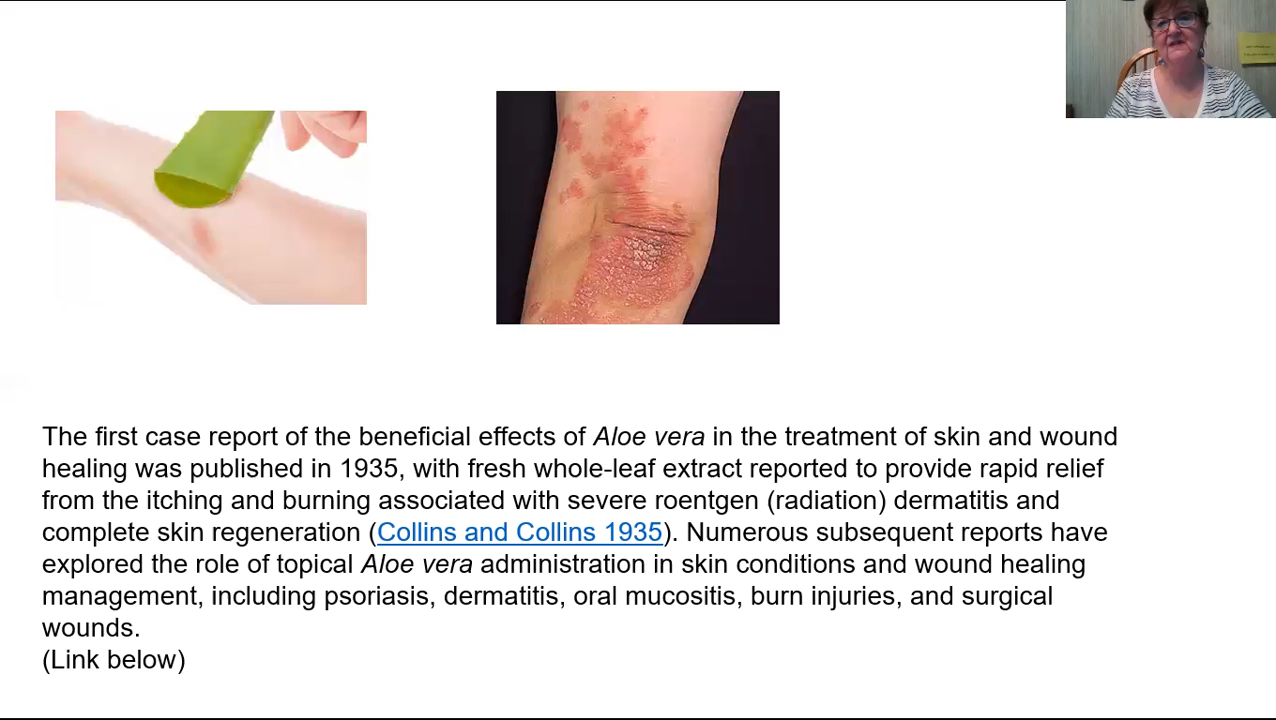 The first case report of the beneficial effects of Aloe vera in the treatment of skin and wound
healing was published in 1935, with fresh whole-leaf extract reported to provide rapid relief
from the itching and burning associated with severe roentgen (radiation) dermatitis and
complete skin regeneration (Collins and Collins 1935). Numerous subsequent reports have
explored the role of topical Aloe vera administration in skin conditions and wound healing
management, including psoriasis, dermatitis, oral mucositis, burn injuries, and surgical
wounds.
(Link below)